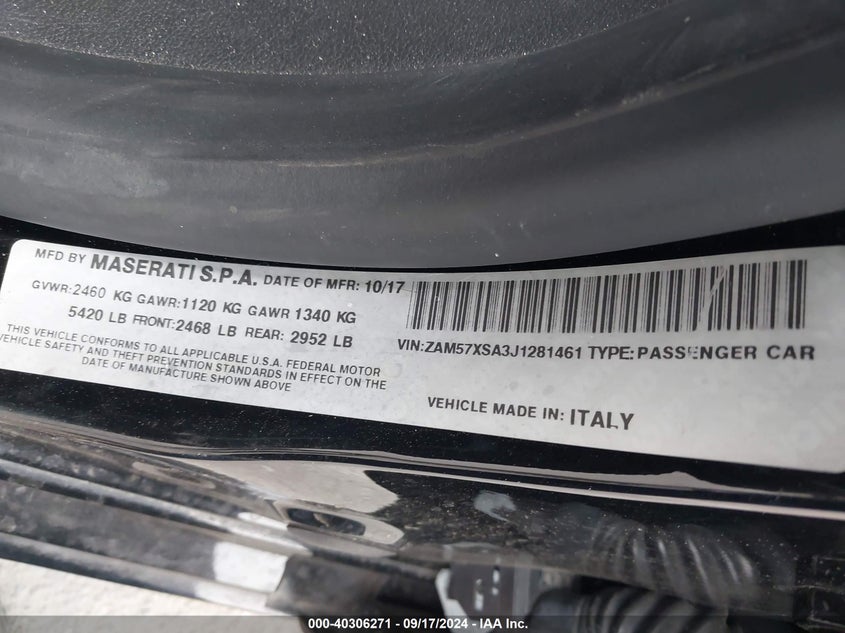 MFD BY MASERATI S.P.A. DATE OF MFR: 10/17
GVWR:2460 KG GAWR:1120 KG GAWR 1340 KG
5420 LB FRONT:2468 LB REAR: 2952 LB
THIS VEHICLE CONFORMS TO ALL APPLICABLE U.S.A. FEDERAL MOTOR
VEHICLE SAFETY AND THEFT PREVENTION STANDARDS IN EFFECT ON THE
DATE OF MANUFACTURE SHOWN ABOVE
VIN:ZAM57XSA3J1281461 TYPE:PASSENGER CAR
VEHICLE MADE IN: ITALY
000-40306271 - 09/17/2024 - IAA Inc.